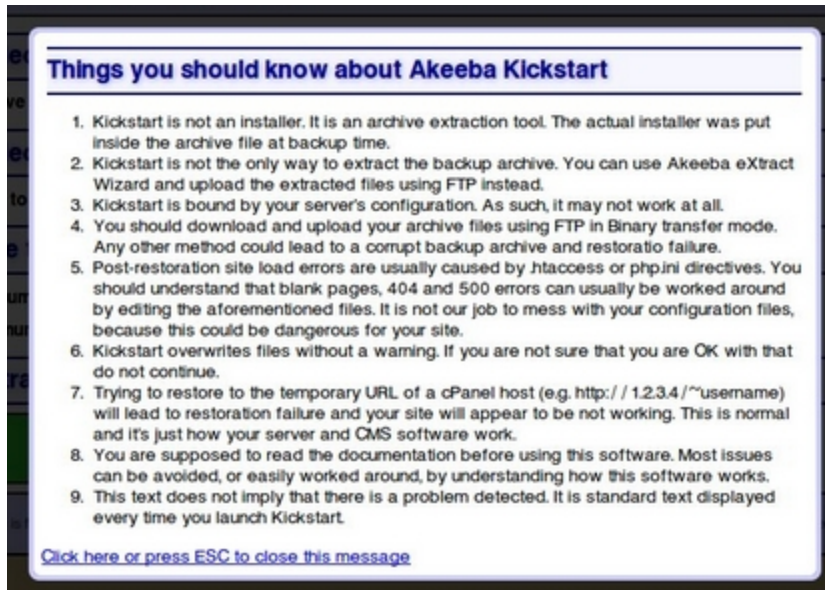 Things you should know about Akeeba Kickstart
1. Kickstart is not an installer. It is an archive extraction tool. The actual installer was put
inside the archive file at backup time.
2. Kickstart is not the only way to extract the backup archive. You can use Akeeba eXtract
Wizard and upload the extracted files using FTP instead.
3. Kickstart is bound by your server's configuration. As such, it may not work at all.
4. You should download and upload your archive files using FTP in Binary transfer mode.
Any other method could lead to a corrupt backup archive and restoratio failure.
5. Post-restoration site load errors are usually caused by .htaccess or php.ini directives. You
should understand that blank pages, 404 and 500 errors can usually be worked around
by editing the aforementioned files. It is not our job to mess with your configuration files,
because this could be dangerous for your site.
6. Kickstart overwrites files without a warning. If you are not sure that you are OK with that
do not continue.
7. Trying to restore to the temporary URL of a cPanel host (e.g. http://1.2.3.4/~username)
will lead to restoration failure and your site will appear to be not working. This is normal
and it's just how your server and CMS software work.
8. You are supposed to read the documentation before using this software. Most issues
can be avoided, or easily worked around, by understanding how this software works.
9. This text does not imply that there is a problem detected. It is standard text displayed
every time you launch Kickstart.
Click here or press ESC to close this message